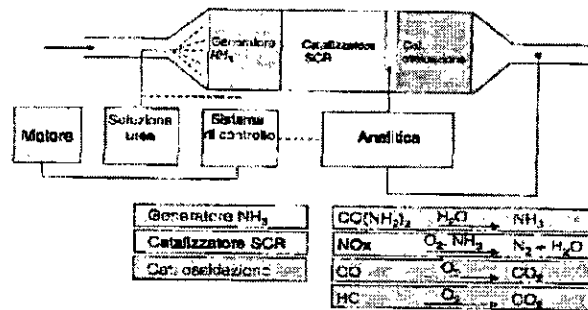 Generatore
NH₃
Catalizzatore
SCR
Cat.
ossidazione
Motore
Soluzione
urea
Sistema
di controllo
Analitica
Generatore NH₃
Catalizzatore SCR
Cat. ossidazione
CO(NH₂)₂ H₂O NH₃
NOx O₂ NH₂ N₂ + H₂O
CO O₂ CO₂
HC O₂ CO₂